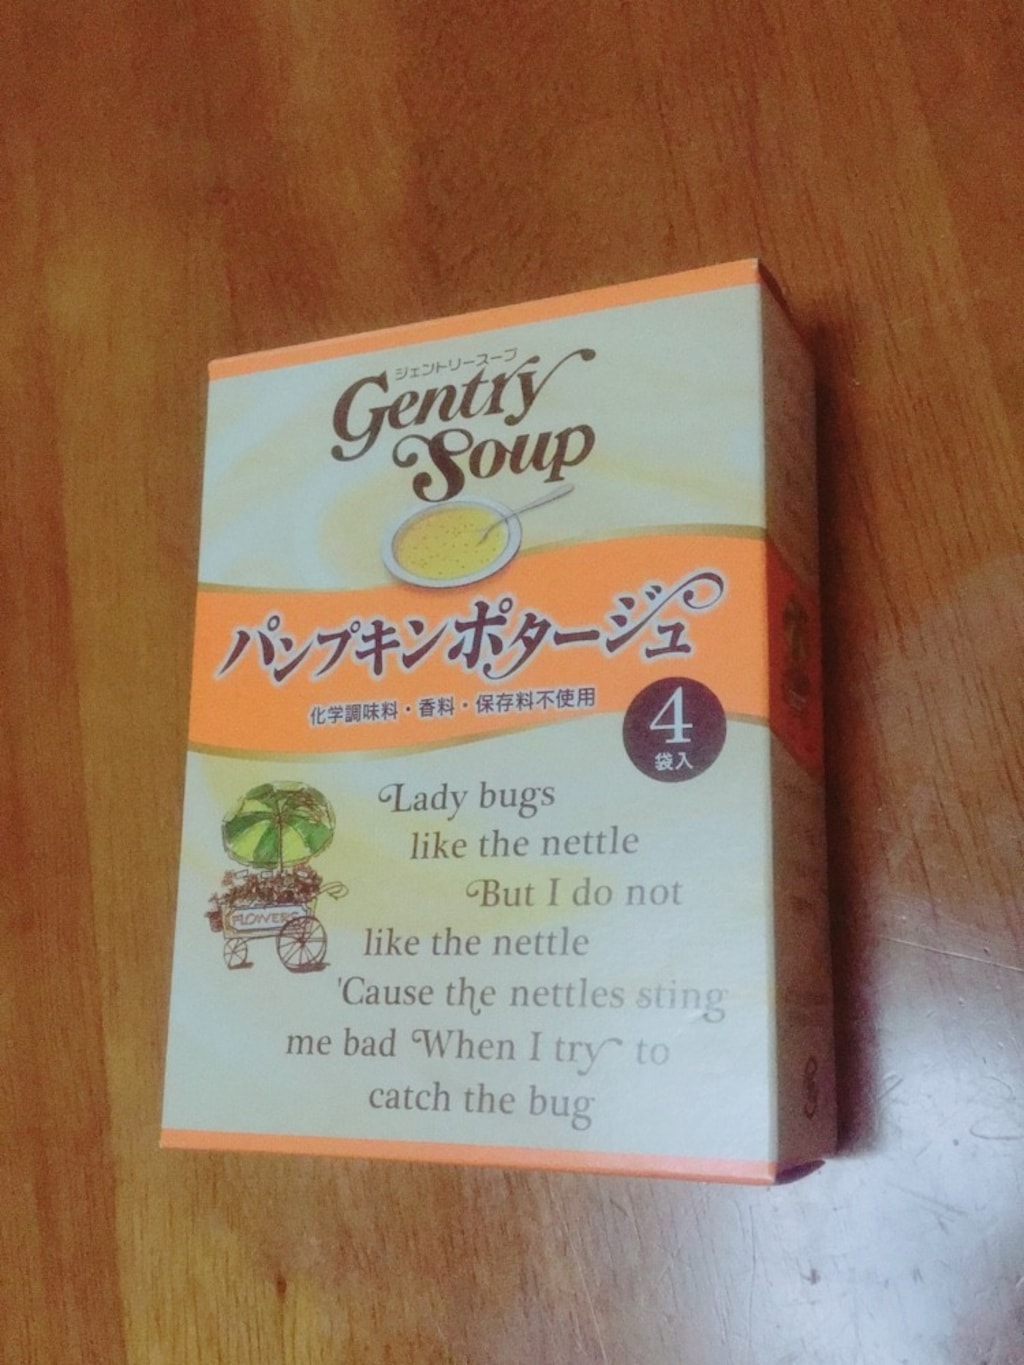 ジェントリースープ
Gentry
Soup
パンプキンポタージュ
化学調味料・香料・保存料不使用
4
袋入
FLOWERS
Lady bugs
like the nettle
But I do not
like the nettle
'Cause the nettles sting
me bad When I try to
catch the bug